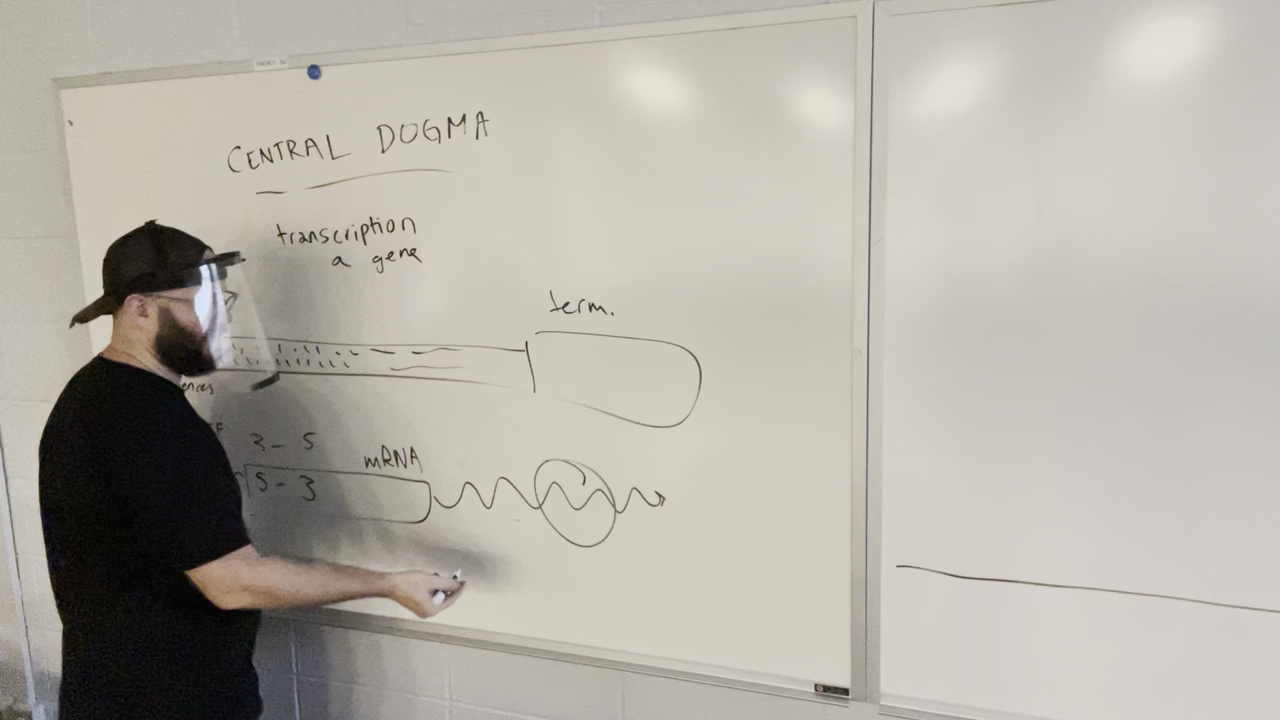 CENTRAL DOGMA
transcription
a gene
term.
3 - 5
mRNA
5 - 3